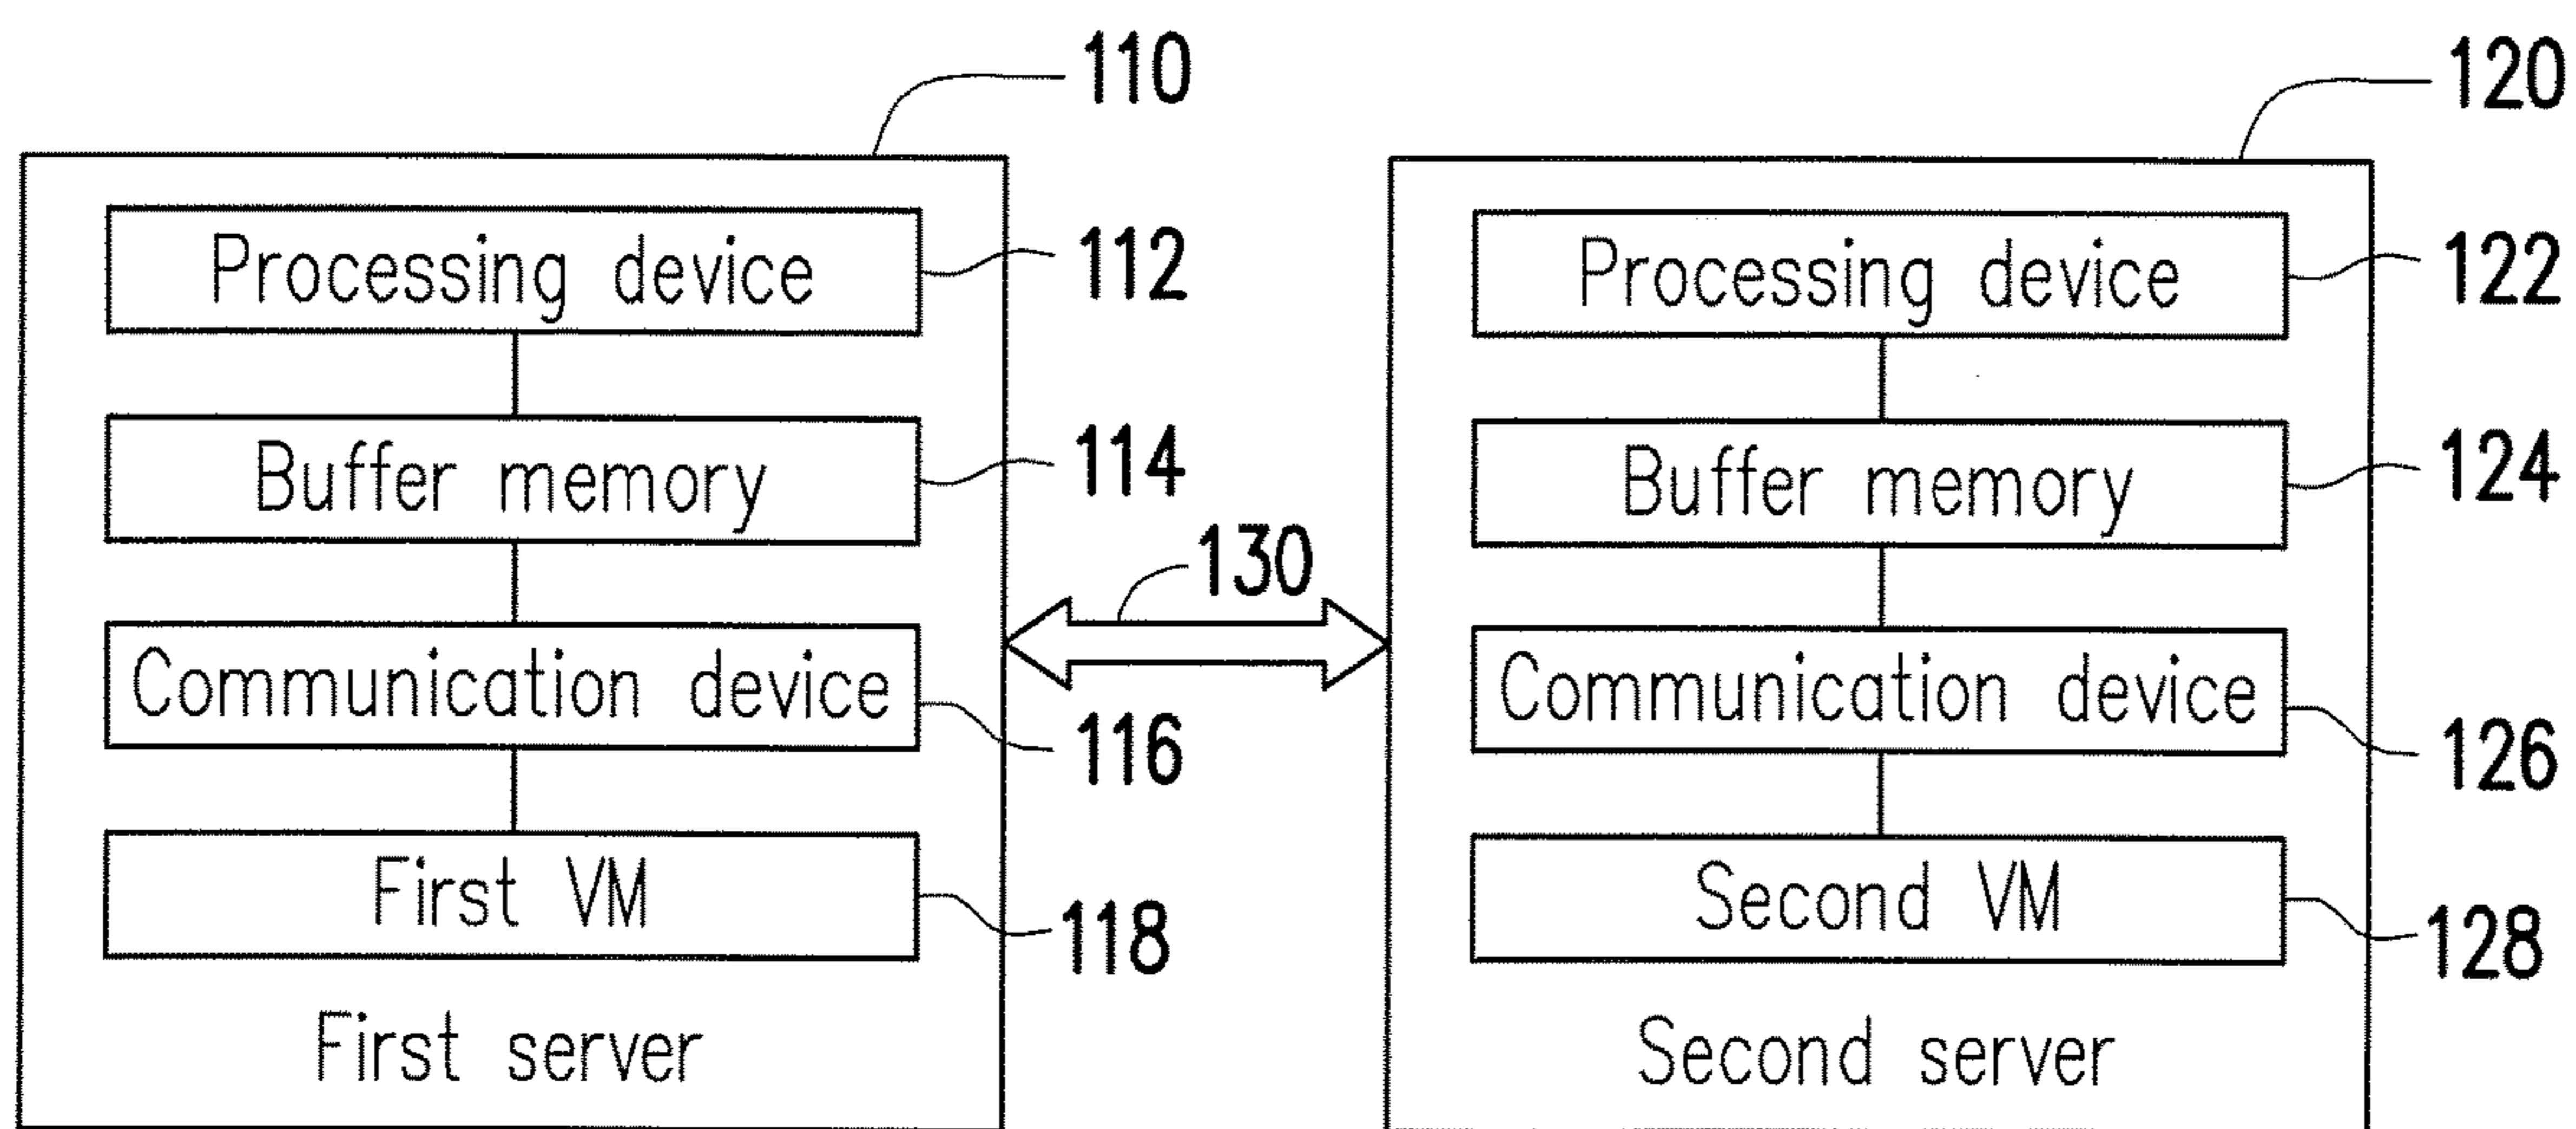 110
Processing device
112
Buffer memory
114
Communication device
116
First VM
118
First server
130
120
Processing device
122
Buffer memory
124
Communication device
126
Second VM
128
Second server